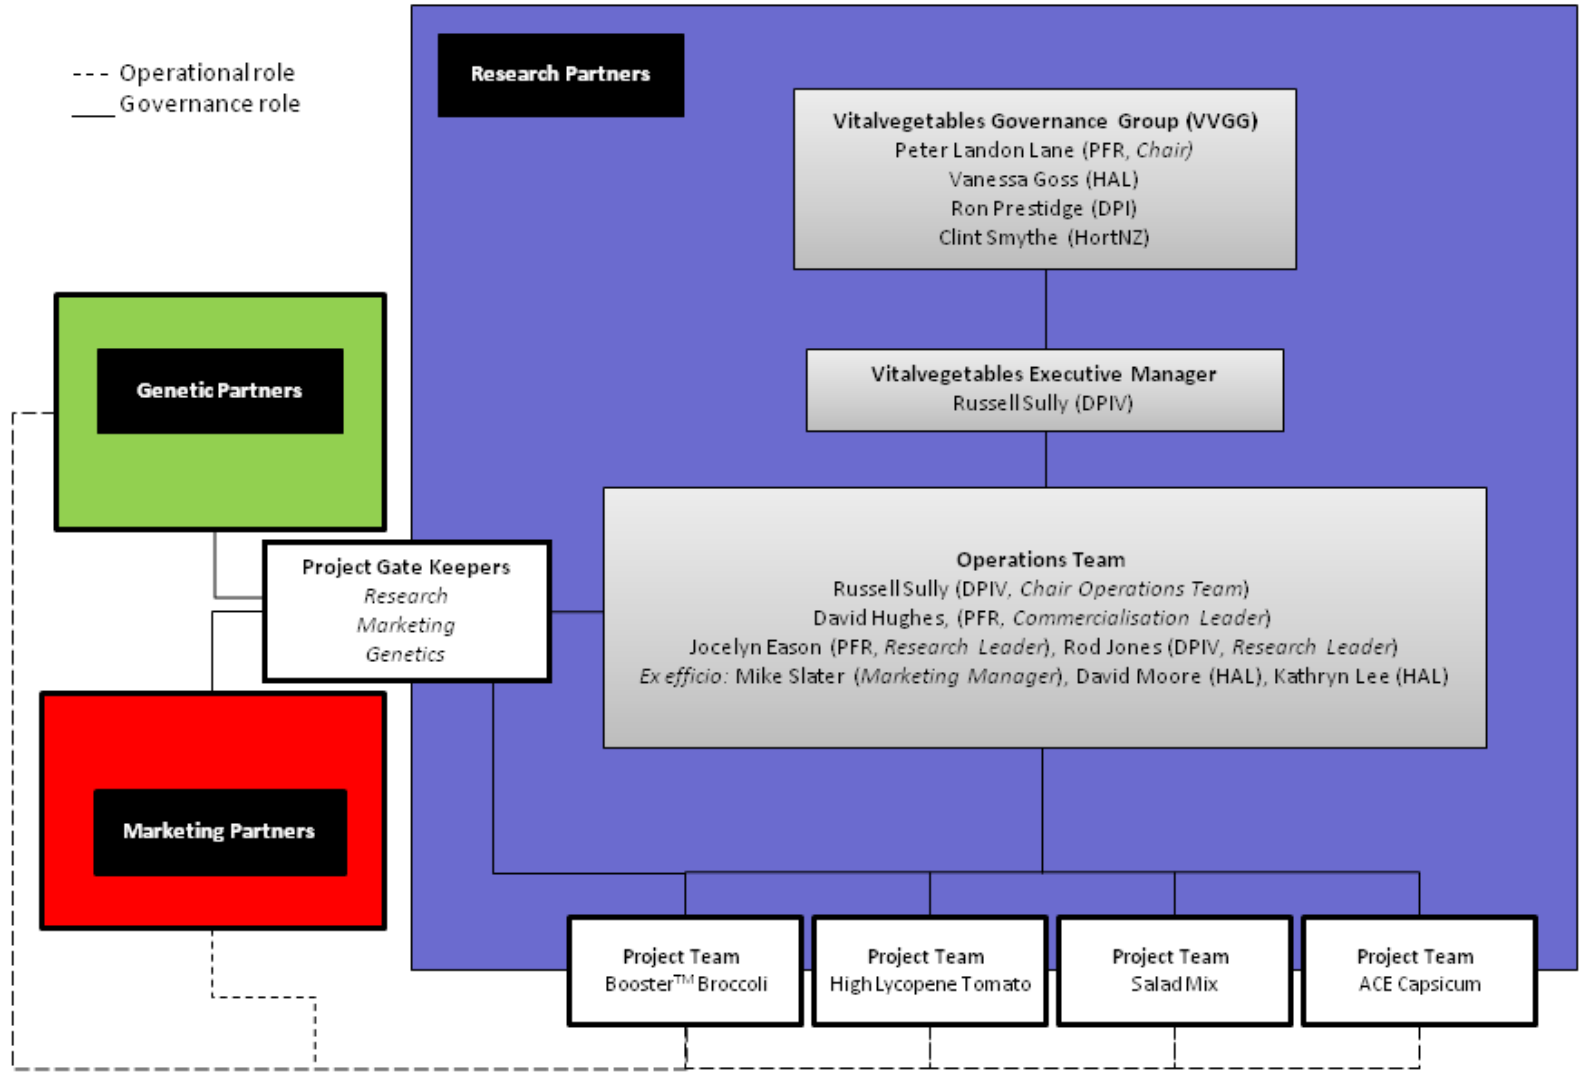 Operational role
Governance role
Research Partners
Vitalvegetables Governance Group (VVGG)
Peter Landon Lane (PFR, Chair)
Vanessa Goss (HAL)
Ron Prestidge (DPI)
Clint Smythe (HortNZ)
Genetic Partners
Vitalvegetables Executive Manager
Russell Sully (DPIV)
Project Gate Keepers
Research
Marketing
Genetics
Operations Team
Russell Sully (DPIV, Chair Operations Team)
David Hughes, (PFR, Commercialisation Leader)
Jocelyn Eason (PFR, Research Leader), Rod Jones (DPIV, Research Leader)
Ex efficio: Mike Slater (Marketing Manager), David Moore (HAL), Kathryn Lee (HAL)
Marketing Partners
Project Team
Booster™ Broccoli
Project Team
High Lycopene Tomato
Project Team
Salad Mix
Project Team
ACE Capsicum